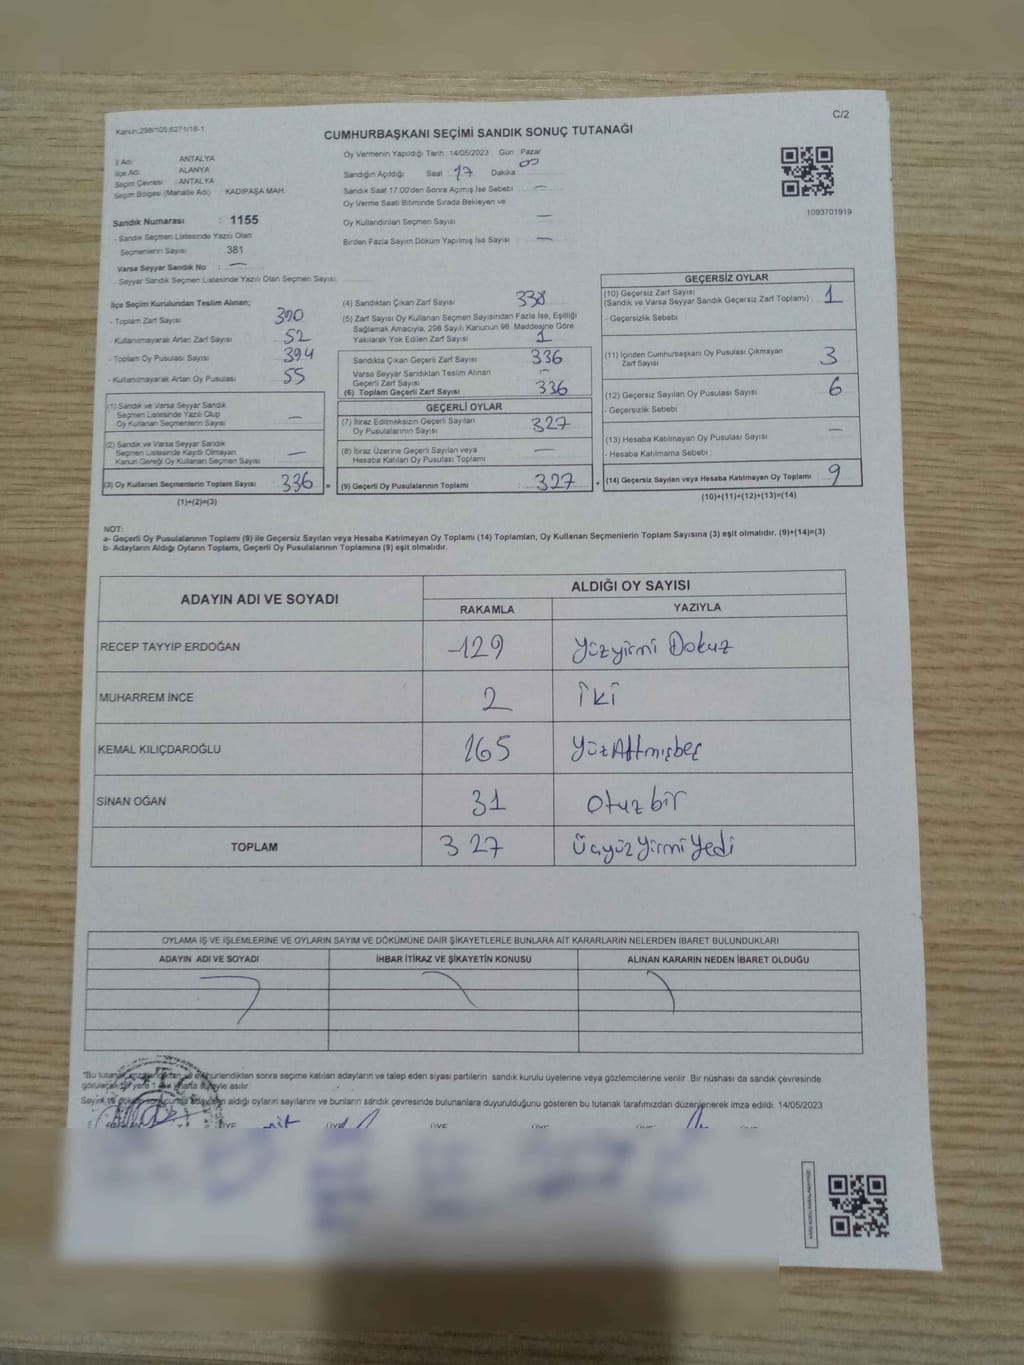 C/2
Kanun:298/105;6271/18-1
CUMHURBAŞKANI SEÇİMİ SANDIK SONUÇ TUTANAĞI
İl Adı : ANTALYA
İlçe Adı : ALANYA
Seçim Çevresi : ANTALYA
Seçim Bölgesi (Mahalle Adı) KADIPAŞA MAH.
Sandık Numarası : 1155
- Sandık Seçmen Listesinde Yazılı Olan
Seçmenlerin Sayısı 381
Varsa Seyyar Sandık No : —
- Seyyar Sandık Seçmen Listesinde Yazılı Olan Seçmen Sayısı
Oy Vermenin Yapıldığı Tarih :14/05/2023 Gün : Pazar
Sandığın Açıldığı Saat 17 Dakika 00
Sandık Saat 17:00'den Sonra Açımış İse Sebebi —
Oy Verme Saati Bitiminde Sırada Bekleyen ve
Oy Kullandırılan Seçmen Sayısı —
Birden Fazla Sayım Döküm Yapılmış İse Sayısı —
1093701919
İlçe Seçim Kurulundan Teslim Alınan;
- Toplam Zarf Sayısı 390
- Kullanılmayarak Artan Zarf Sayısı 52
- Toplam Oy Pusulası Sayısı 394
- Kullanılmayarak Artan Oy Pusulası 55
(1) Sandık ve Varsa Seyyar Sandık
Seçmen Listesinde Yazılı Olup
Oy Kullanan Seçmenlerin Sayısı —
(2) Sandık ve Varsa Seyyar Sandık
Seçmen Listesinde Kayıtlı Olmayan
Kanun Gereği Oy Kullanan Seçmen Sayısı —
(3) Oy Kullanan Seçmenlerin Toplam Sayısı 336 =
(1)+(2)=(3)
(4) Sandıktan Çıkan Zarf Sayısı 338
(5) Zarf Sayısı Oy Kullanan Seçmen Sayısından Fazla İse, Eşitliği
Sağlamak Amacıyla, 298 Sayılı Kanunun 98. Maddesine Göre
Yakılarak Yok Edilen Zarf Sayısı 1
Sandıkta Çıkan Geçerli Zarf Sayısı 336
Varsa Seyyar Sandıktan Teslim Alınan
Geçerli Zarf Sayısı —
(6) Toplam Geçerli Zarf Sayısı 336
GEÇERLİ OYLAR
(7) İtiraz Edilmeksizin Geçerli Sayılan
Oy Pusulalarının Sayısı 327
(8) İtiraz Üzerine Geçerli Sayılan veya
Hesaba Katılan Oy Pusulası Toplamı —
(9) Geçerli Oy Pusulalarının Toplamı : 327 +
GEÇERSİZ OYLAR
(10) Geçersiz Zarf Sayısı
(Sandık ve Varsa Seyyar Sandık Geçersiz Zarf Toplamı) 1
- Geçersizlik Sebebi
(11) İçinden Cumhurbaşkanı Oy Pusulası Çıkmayan
Zarf Sayısı 3
(12) Geçersiz Sayılan Oy Pusulası Sayısı 6
- Geçersizlik Sebebi
(13) Hesaba Katılmayan Oy Pusulası Sayısı —
- Hesaba Katılmama Sebebi
(14) Geçersiz Sayılan veya Hesaba Katılmayan Oy Toplamı 9
(10)+(11)+(12)+(13)=(14)
NOT:
a- Geçerli Oy Pusulalarının Toplamı (9) ile Geçersiz Sayılan veya Hesaba Katılmayan Oy Toplamı (14) Toplamları, Oy Kullanan Seçmenlerin Toplam Sayısına (3) eşit olmalıdır. (9)+(14)=(3)
b- Adayların Aldığı Oyların Toplamı, Geçerli Oy Pusulalarının Toplamına (9) eşit olmalıdır.
ADAYIN ADI VE SOYADI ALDIĞI OY SAYISI
RAKAMLA YAZIYLA
RECEP TAYYİP ERDOĞAN 129 Yüzyirmi Dokuz
MUHARREM İNCE 2 İki
KEMAL KILIÇDAROĞLU 165 YüzAltmışbeş
SİNAN OĞAN 31 Otuzbir
TOPLAM 327 ÜçyüzYirmiYedi
OYLAMA İŞ VE İŞLEMLERİNE VE OYLARIN SAYIM VE DÖKÜMÜNE DAİR ŞİKAYETLERLE BUNLARA AİT KARARLARIN NELERDEN İBARET BULUNDUKLARI
ADAYIN ADI VE SOYADI İHBAR İTİRAZ VE ŞİKAYETİN KONUSU ALINAN KARARIN NEDEN İBARET OLDUĞU
"Bu sonra seçime katılan adayların ve talep eden siyasi partilerin sandık kurulu üyelerine veya gözlemcilerine verilir. Bir nüshası da sandık çevresinde
asılır.
aldığı oyların sayılarını ve bunların sandık çevresinde bulunanlara duyurulduğunu gösteren bu tutanak tarafımızdan düzenlenerek imza edildi. 14/05/2023
ÜYE ÜYE ÜYE ÜYE ÜYE